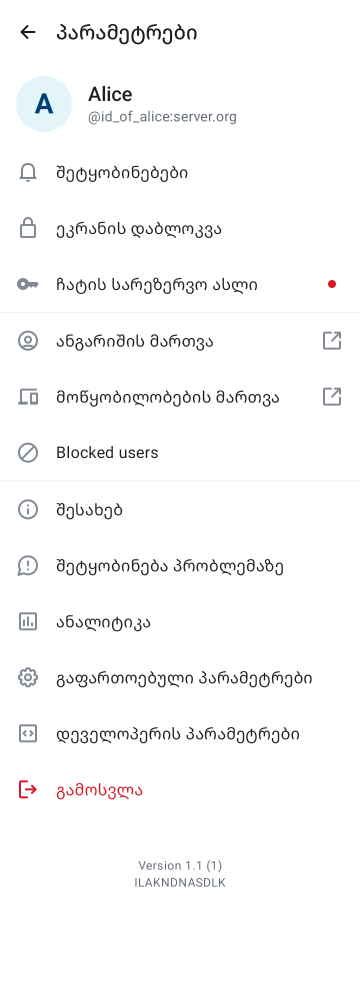 პარამეტრები
A
Alice
@id_of_alice:server.org
შეტყობინებები
ეკრანის დაბლოკვა
ჩატის სარეზერვო ასლი
ანგარიშის მართვა
მოწყობილობების მართვა
Blocked users
შესახებ
შეტყობინება პრობლემაზე
ანალიტიკა
გაფართოებული პარამეტრები
დეველოპერის პარამეტრები
გამოსვლა
Version 1.1 (1)
ILAKNDNASDLK